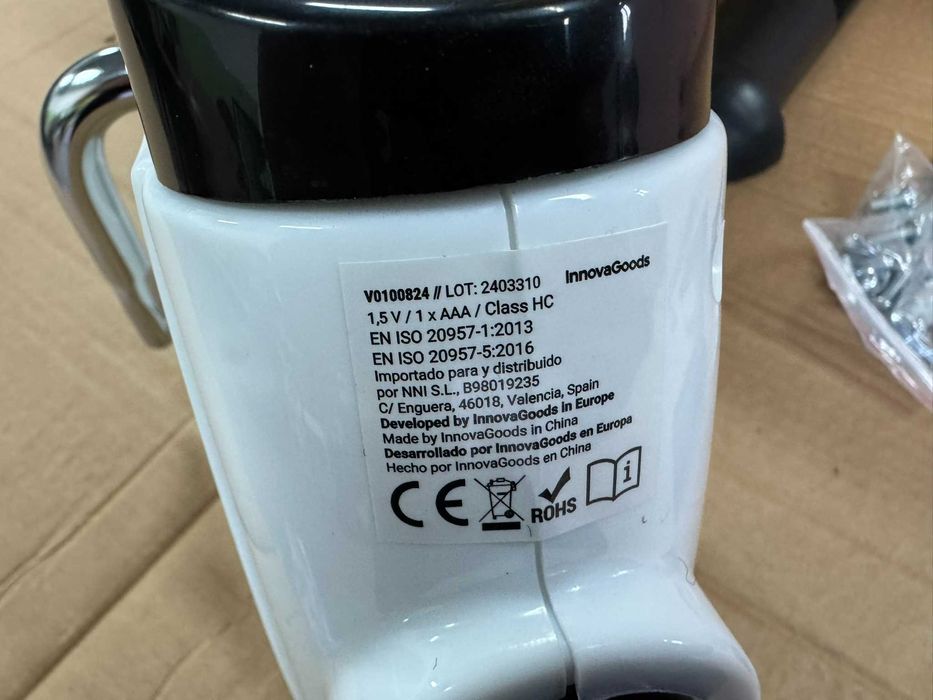 V0100824 // LOT: 2403310 InnovaGoods
1,5 V / 1 x AAA / Class HC
EN ISO 20957-1:2013
EN ISO 20957-5:2016
Importado para y distribuido
por NNI S.L., B98019235
C/ Enguera, 46018, Valencia, Spain
Developed by InnovaGoods in Europe
Made by InnovaGoods in China
Desarrollado por InnovaGoods en Europa
Hecho por InnovaGoods en China
CE ROHS i